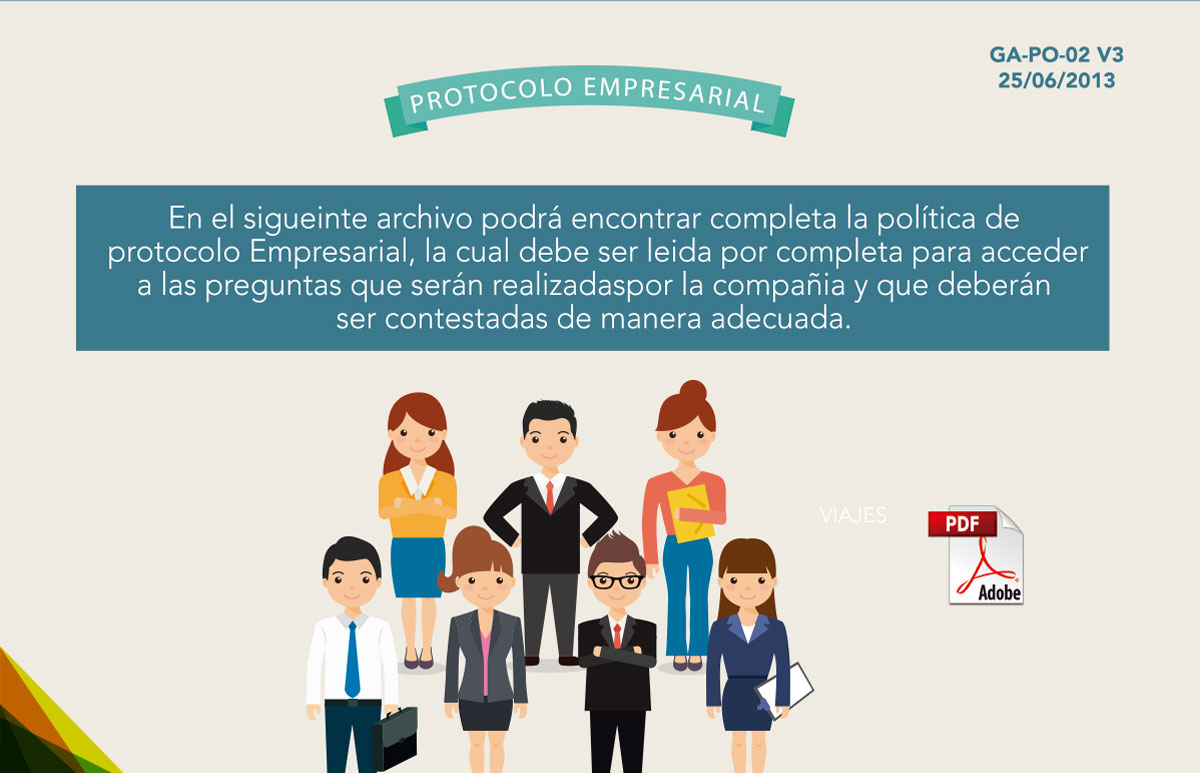 GA-PO-02 V3
25/06/2013
PROTOCOLO EMPRESARIAL
En el sigueinte archivo podrá encontrar completa la política de
protocolo Empresarial, la cual debe ser leida por completa para acceder
a las preguntas que serán realizadaspor la compañia y que deberán
ser contestadas de manera adecuada.
VIAJES
PDF
Adobe